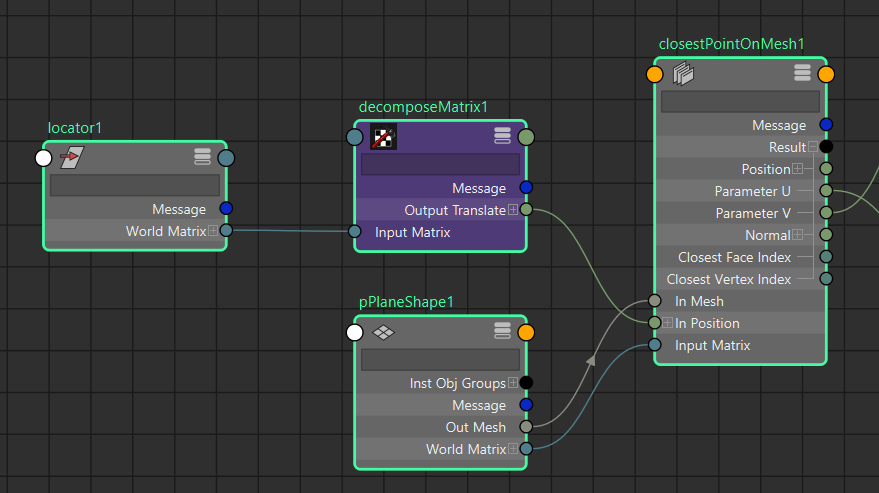 locator1
Message
World Matrix
decomposeMatrix1
Message
Output Translate
Input Matrix
pPlaneShape1
Inst Obj Groups
Message
Out Mesh
World Matrix
closestPointOnMesh1
Message
Result
Position
Parameter U
Parameter V
Normal
Closest Face Index
Closest Vertex Index
In Mesh
In Position
Input Matrix